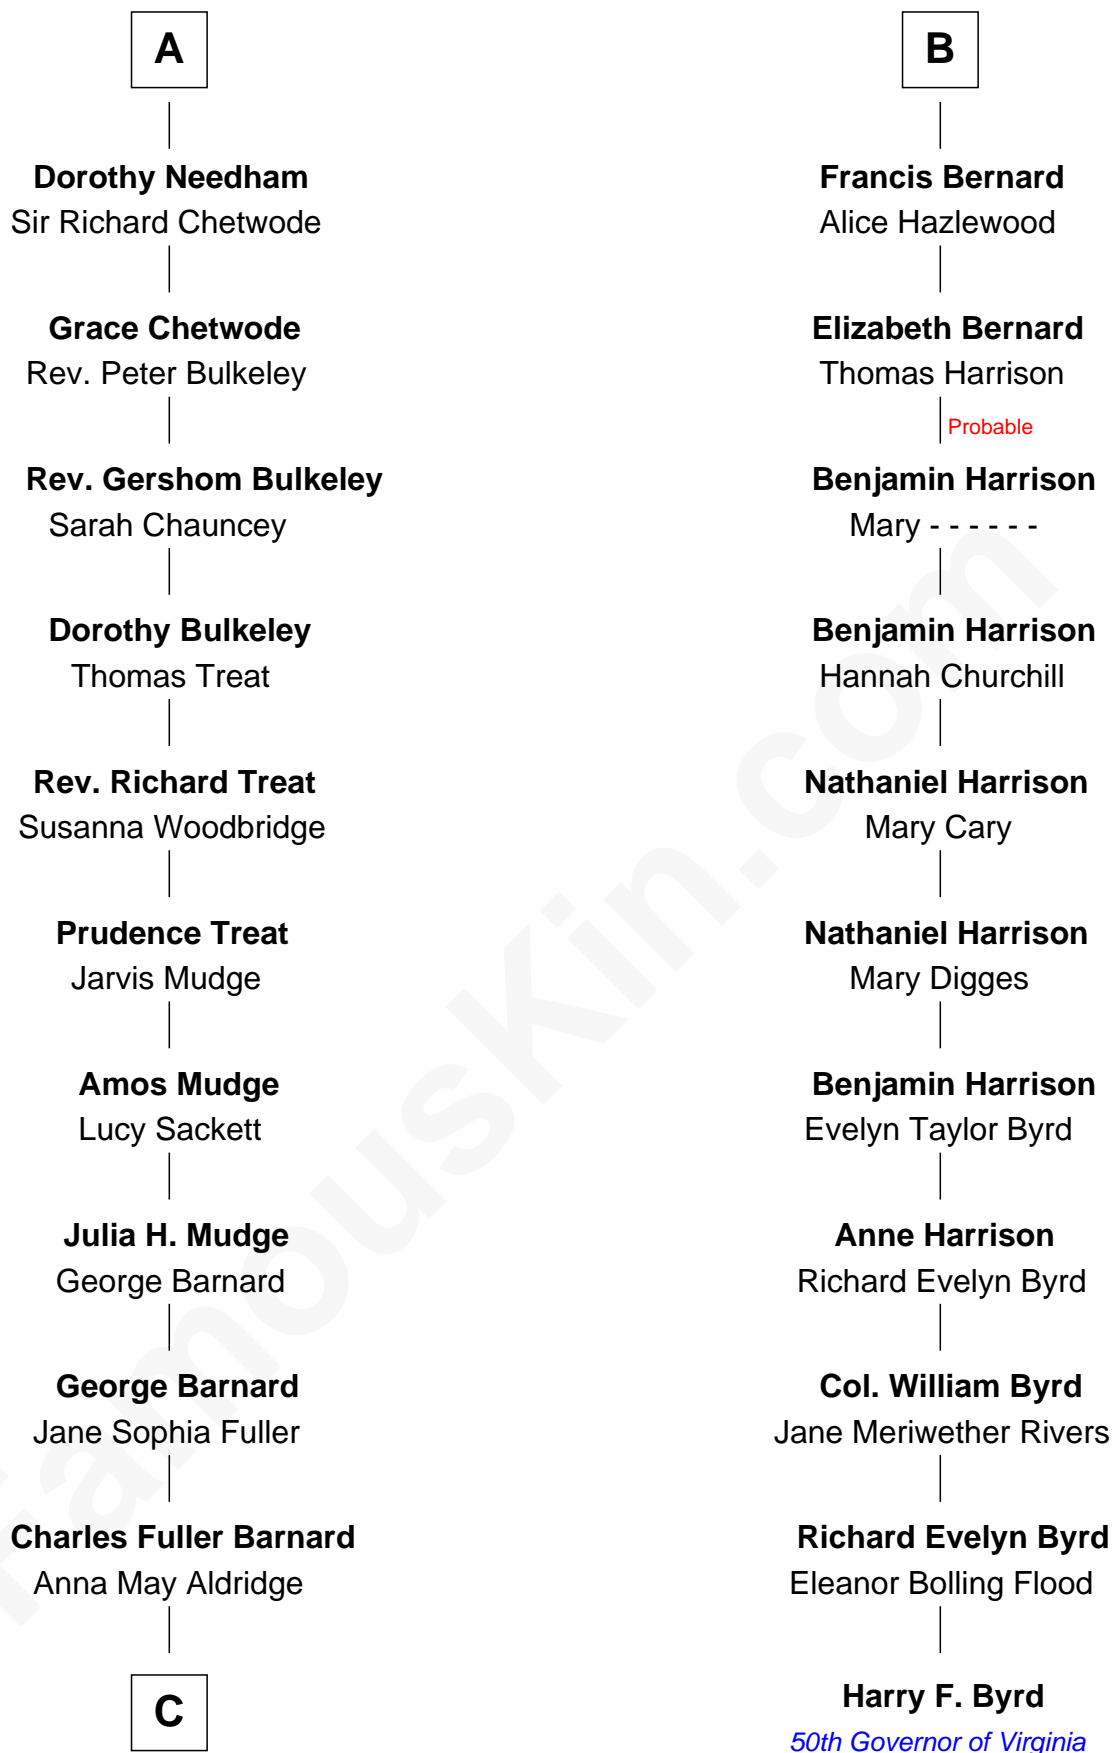 A
Dorothy Needham
Sir Richard Chetwode
Grace Chetwode
Rev. Peter Bulkeley
Rev. Gershom Bulkeley
Sarah Chauncey
Dorothy Bulkeley
Thomas Treat
Rev. Richard Treat
Susanna Woodbridge
Prudence Treat
Jarvis Mudge
Amos Mudge
Lucy Sackett
Julia H. Mudge
George Barnard
George Barnard
Jane Sophia Fuller
Charles Fuller Barnard
Anna May Aldridge
C
B
Francis Bernard
Alice Hazlewood
Elizabeth Bernard
Thomas Harrison
Probable
Benjamin Harrison
Mary - - - - - -
Benjamin Harrison
Hannah Churchill
Nathaniel Harrison
Mary Cary
Nathaniel Harrison
Mary Digges
Benjamin Harrison
Evelyn Taylor Byrd
Anne Harrison
Richard Evelyn Byrd
Col. William Byrd
Jane Meriwether Rivers
Richard Evelyn Byrd
Eleanor Bolling Flood
Harry F. Byrd
50th Governor of Virginia
FamousKin.com